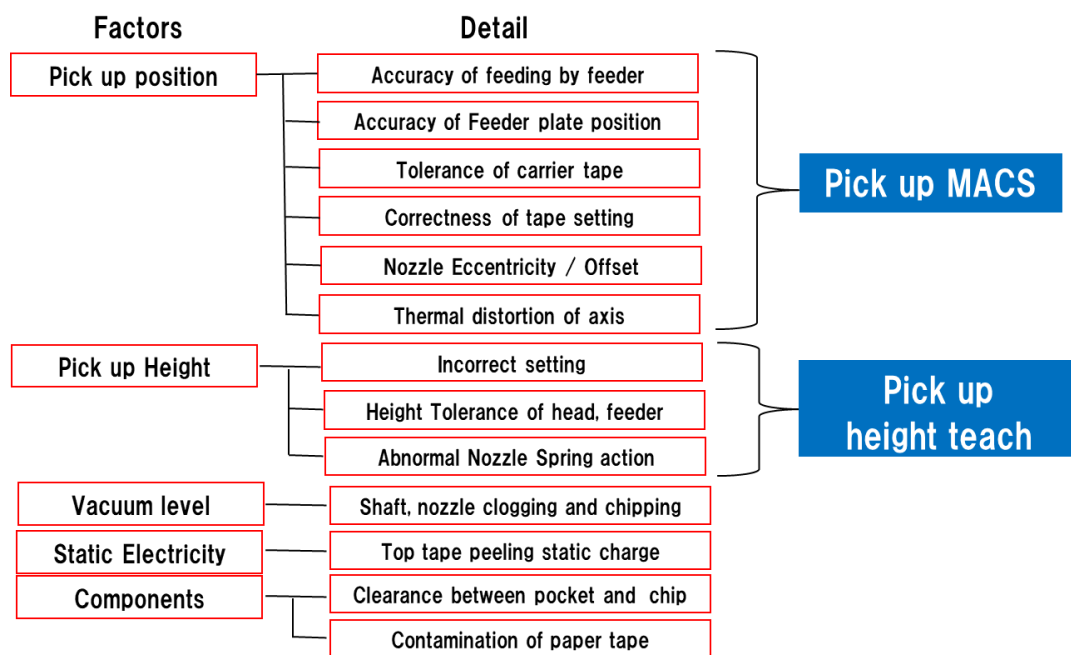 Factors
Detail
Pick up position
Accuracy of feeding by feeder
Accuracy of Feeder plate position
Tolerance of carrier tape
Correctness of tape setting
Nozzle Eccentricity / Offset
Thermal distortion of axis
Pick up MACS
Pick up Height
Incorrect setting
Height Tolerance of head, feeder
Abnormal Nozzle Spring action
Pick up
height teach
Vacuum level
Shaft, nozzle clogging and chipping
Static Electricity
Top tape peeling static charge
Components
Clearance between pocket and chip
Contamination of paper tape